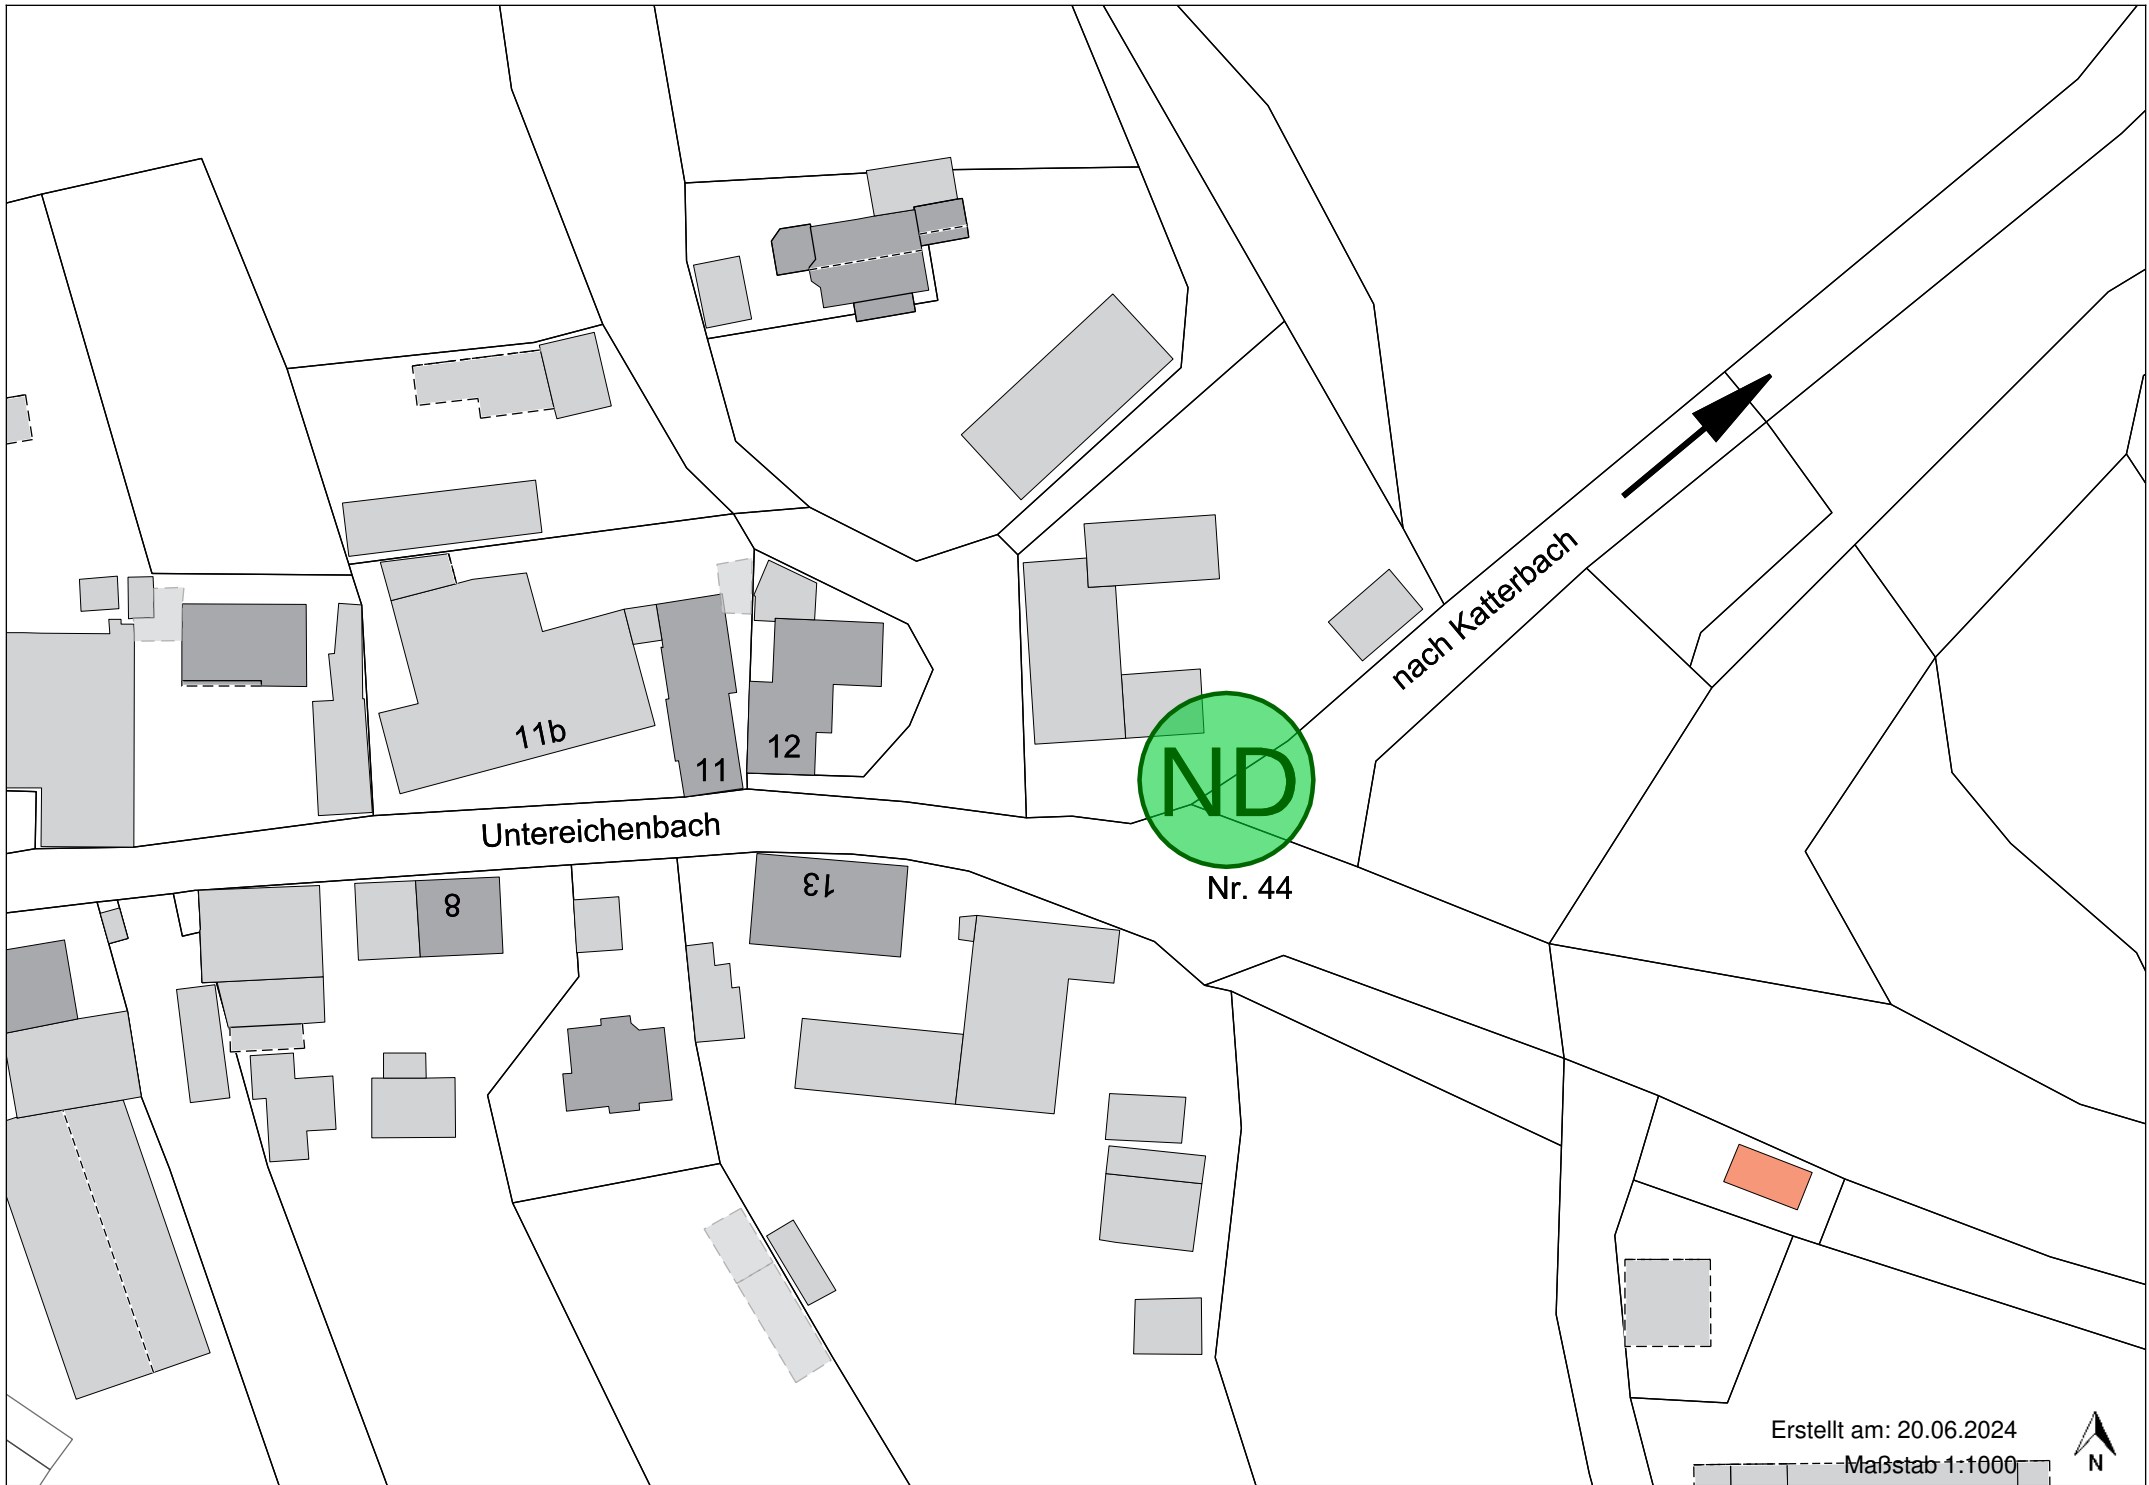 nach Katterbach
11b
11
12
ND
Untereichenbach
Nr. 44
8
13
Erstellt am: 20.06.2024
Maßstab 1:1000
N